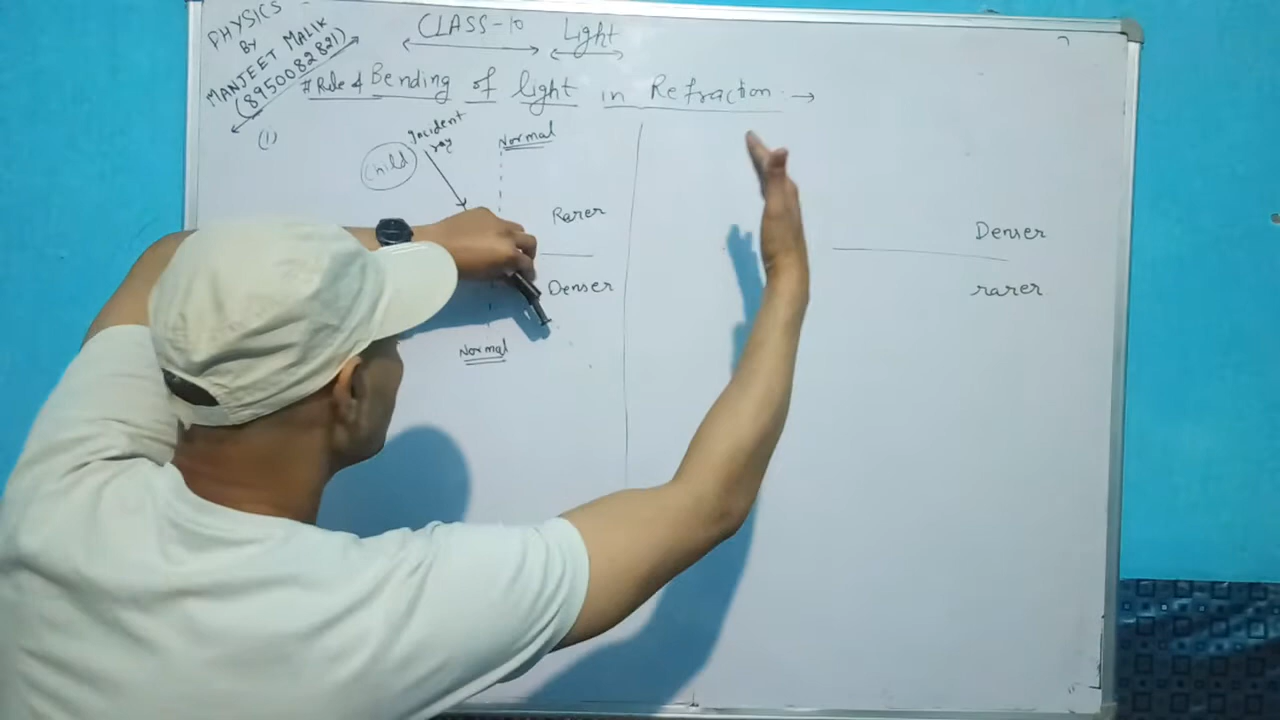 PHYSICS
BY
MANJEET MALIK
(8950082821)
CLASS-10 Light
# Rule of Bending of light in Refraction →
(1)
Child
Incident
ray
Normal
Rarer
Denser
Normal
Denser
rarer